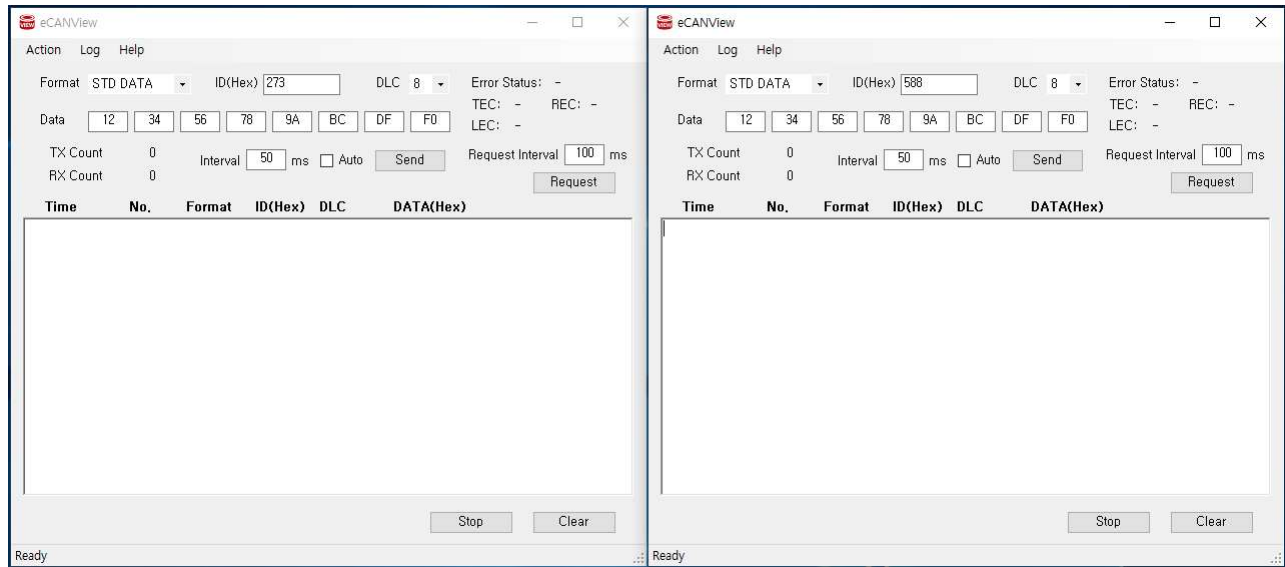 eCANView
Action Log Help
Format STD DATA ID(Hex) 273 DLC 8 Error Status: -
TEC: - REC: -
Data 12 34 56 78 9A BC DF F0 LEC: -
TX Count 0 Interval 50 ms Auto Send Request Interval 100 ms
RX Count 0 Request
Time No. Format ID(Hex) DLC DATA(Hex)
Stop Clear
Ready
eCANView
Action Log Help
Format STD DATA ID(Hex) 588 DLC 8 Error Status: -
TEC: - REC: -
Data 12 34 56 78 9A BC DF F0 LEC: -
TX Count 0 Interval 50 ms Auto Send Request Interval 100 ms
RX Count 0 Request
Time No. Format ID(Hex) DLC DATA(Hex)
Stop Clear
Ready